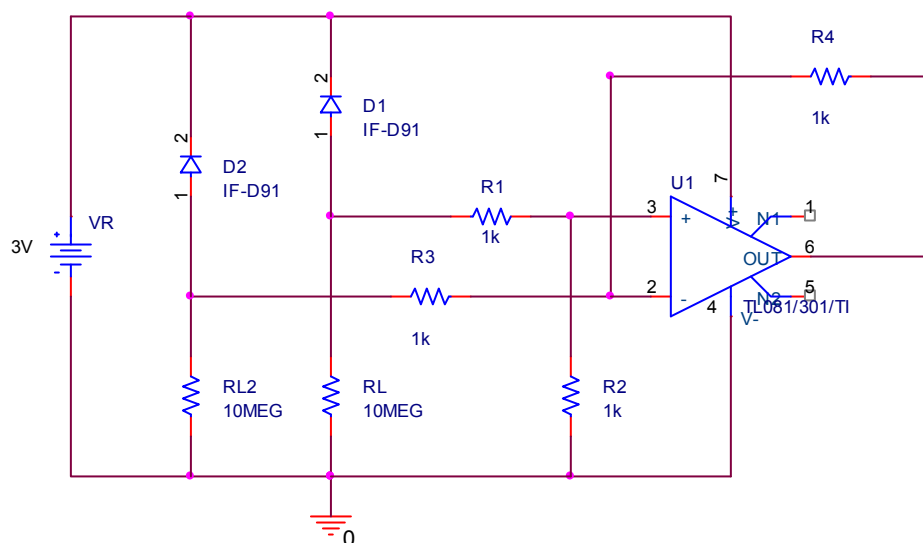 R4
1k
2
D1
IF-D91
1
2
D2
IF-D91
1
R1
1k
U1
7
V+
3
+
N1
1
VR
+
3V
-
R3
1k
OUT
6
2
-
N2
5
TL081/301/TI
4
V-
RL2
10MEG
RL
10MEG
R2
1k
0